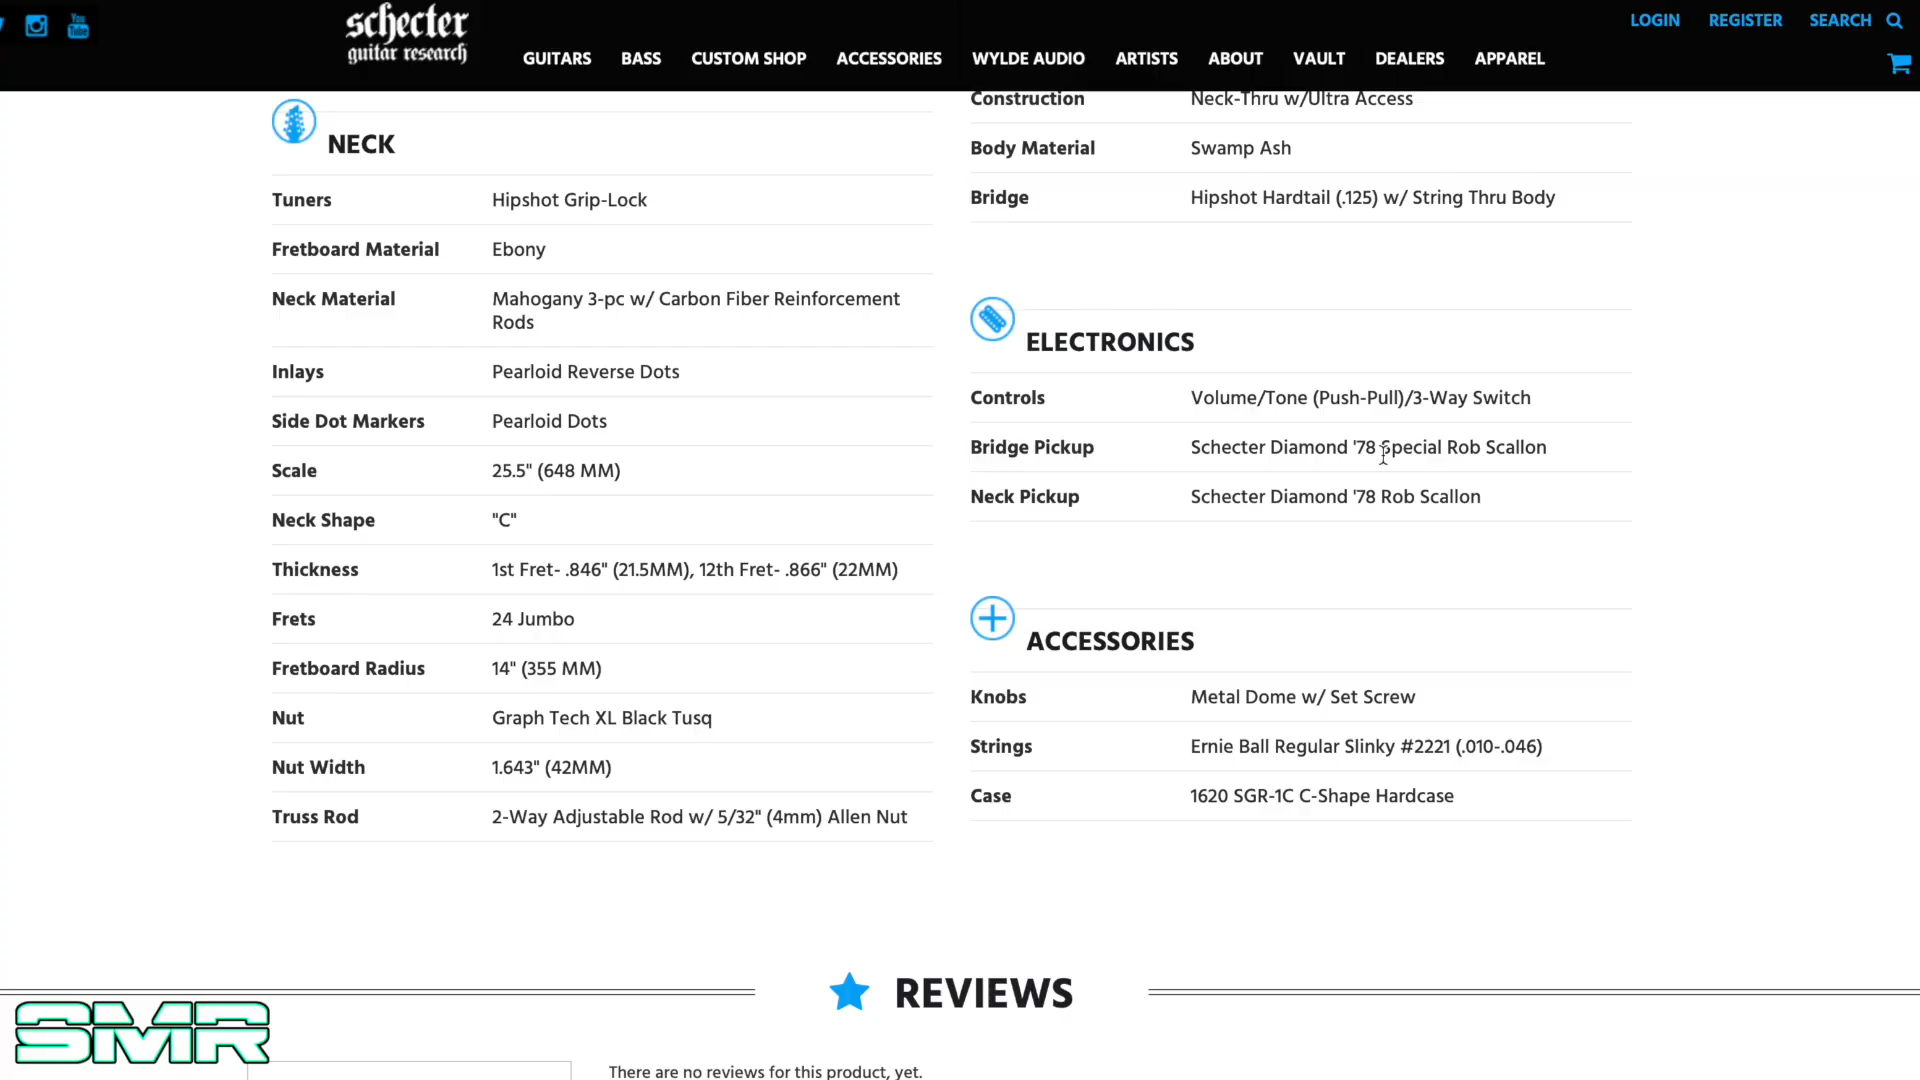 You Tube
schecter
guitar research
GUITARS BASS CUSTOM SHOP ACCESSORIES WYLDE AUDIO ARTISTS ABOUT VAULT DEALERS APPAREL
LOGIN REGISTER SEARCH
NECK
Tuners Hipshot Grip-Lock
Fretboard Material Ebony
Neck Material Mahogany 3-pc w/ Carbon Fiber Reinforcement
Rods
Inlays Pearloid Reverse Dots
Side Dot Markers Pearloid Dots
Scale 25.5" (648 MM)
Neck Shape "C"
Thickness 1st Fret- .846" (21.5MM), 12th Fret- .866" (22MM)
Frets 24 Jumbo
Fretboard Radius 14" (355 MM)
Nut Graph Tech XL Black Tusq
Nut Width 1.643" (42MM)
Truss Rod 2-Way Adjustable Rod w/ 5/32" (4mm) Allen Nut
Construction Neck-Thru w/Ultra Access
Body Material Swamp Ash
Bridge Hipshot Hardtail (.125) w/ String Thru Body
ELECTRONICS
Controls Volume/Tone (Push-Pull)/3-Way Switch
Bridge Pickup Schecter Diamond '78 Special Rob Scallon
Neck Pickup Schecter Diamond '78 Rob Scallon
ACCESSORIES
Knobs Metal Dome w/ Set Screw
Strings Ernie Ball Regular Slinky #2221 (.010-.046)
Case 1620 SGR-1C C-Shape Hardcase
REVIEWS
SMR
There are no reviews for this product, yet.